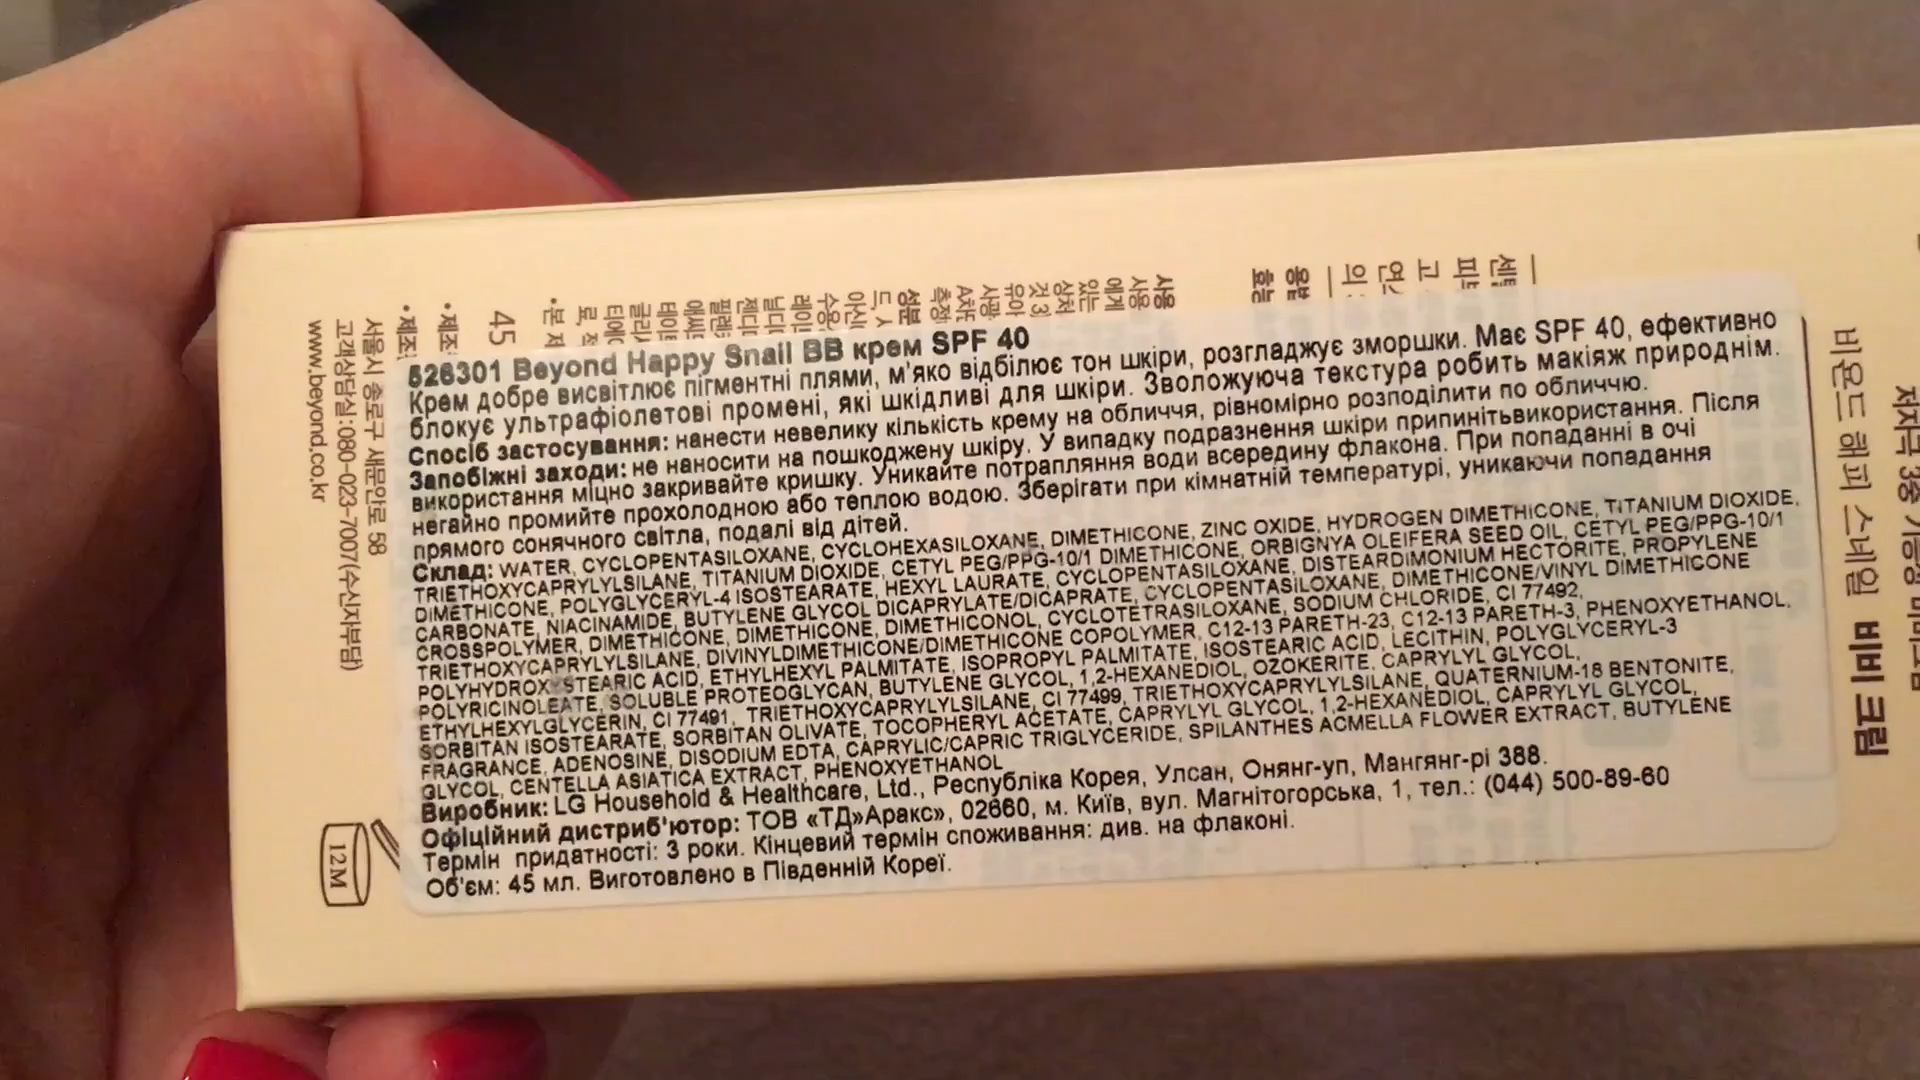 526301 Beyond Happy Snail BB крем SPF 40
Крем добре висвітлює пігментні плями, м'яко відбілює тон шкіри, розгладжує зморшки. Має SPF 40, ефективно
блокує ультрафіолетові промені, які шкідливі для шкіри. Зволожуюча текстура робить макіяж природнім.
Спосіб застосування: нанести невелику кількість крему на обличчя, рівномірно розподілити по обличчю.
Запобіжні заходи: не наносити на пошкоджену шкіру. У випадку подразнення шкіри припинітьвикористання. Після
використання міцно закривайте кришку. Уникайте потрапляння води всередину флакона. При попаданні в очі
негайно промийте прохолодною або теплою водою. Зберігати при кімнатній температурі, уникаючи попадання
прямого сонячного світла, подалі від дітей.
Склад: WATER, CYCLOPENTASILOXANE, CYCLOHEXASILOXANE, DIMETHICONE, ZINC OXIDE, HYDROGEN DIMETHICONE, TITANIUM DIOXIDE,
TRIETHOXYCAPRYLYLSILANE, TITANIUM DIOXIDE, CETYL PEG/PPG-10/1 DIMETHICONE, ORBIGNYA OLEIFERA SEED OIL, CETYL PEG/PPG-10/1
DIMETHICONE, POLYGLYCERYL-4 ISOSTEARATE, HEXYL LAURATE, CYCLOPENTASILOXANE, DISTEARDIMONIUM HECTORITE, PROPYLENE
CARBONATE, NIACINAMIDE, BUTYLENE GLYCOL DICAPRYLATE/DICAPRATE, CYCLOPENTASILOXANE, DIMETHICONE/VINYL DIMETHICONE
CROSSPOLYMER, DIMETHICONE, DIMETHICONE, DIMETHICONOL, CYCLOTETRASILOXANE, SODIUM CHLORIDE, CI 77492,
TRIETHOXYCAPRYLYLSILANE, DIVINYLDIMETHICONE/DIMETHICONE COPOLYMER, C12-13 PARETH-23, C12-13 PARETH-3, PHENOXYETHANOL,
POLYHYDROXYSTEARIC ACID, ETHYLHEXYL PALMITATE, ISOPROPYL PALMITATE, ISOSTEARIC ACID, LECITHIN, POLYGLYCERYL-3
POLYRICINOLEATE, SOLUBLE PROTEOGLYCAN, BUTYLENE GLYCOL, 1,2-HEXANEDIOL, OZOKERITE, CAPRYLYL GLYCOL,
ETHYLHEXYLGLYCERIN, CI 77491, TRIETHOXYCAPRYLYLSILANE, CI 77499, TRIETHOXYCAPRYLYLSILANE, QUATERNIUM-18 BENTONITE,
SORBITAN ISOSTEARATE, SORBITAN OLIVATE, TOCOPHERYL ACETATE, CAPRYLYL GLYCOL, 1,2-HEXANEDIOL, CAPRYLYL GLYCOL,
FRAGRANCE, ADENOSINE, DISODIUM EDTA, CAPRYLIC/CAPRIC TRIGLYCERIDE, SPILANTHES ACMELLA FLOWER EXTRACT, BUTYLENE
GLYCOL, CENTELLA ASIATICA EXTRACT, PHENOXYETHANOL
Виробник: LG Household & Healthcare, Ltd., Республіка Корея, Улсан, Онянг-уп, Мангянг-рі 388.
Офіційний дистриб'ютор: ТОВ «ТД»Аракс», 02660, м. Київ, вул. Магнітогорська, 1, тел.: (044) 500-89-60
Термін придатності: 3 роки. Кінцевий термін споживання: див. на флаконі.
Об'єм: 45 мл. Виготовлено в Південній Кореї.
비욘드 해피 스네일 비비 크림
45
서울시 종로구 새문안로 58
고객상담실:080-023-7007(수신자부담)
www.beyond.co.kr
12M